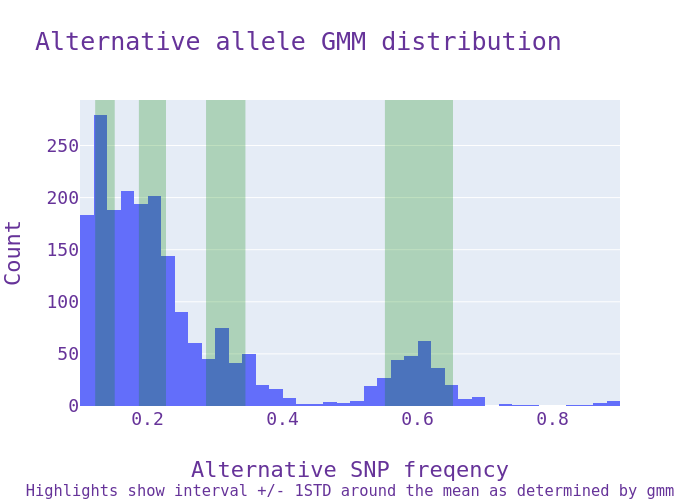 Alternative allele GMM distribution
250
200
150
100
50
0
Count
0.2 0.4 0.6 0.8
Alternative SNP freqency
Highlights show interval +/- 1STD around the mean as determined by gmm